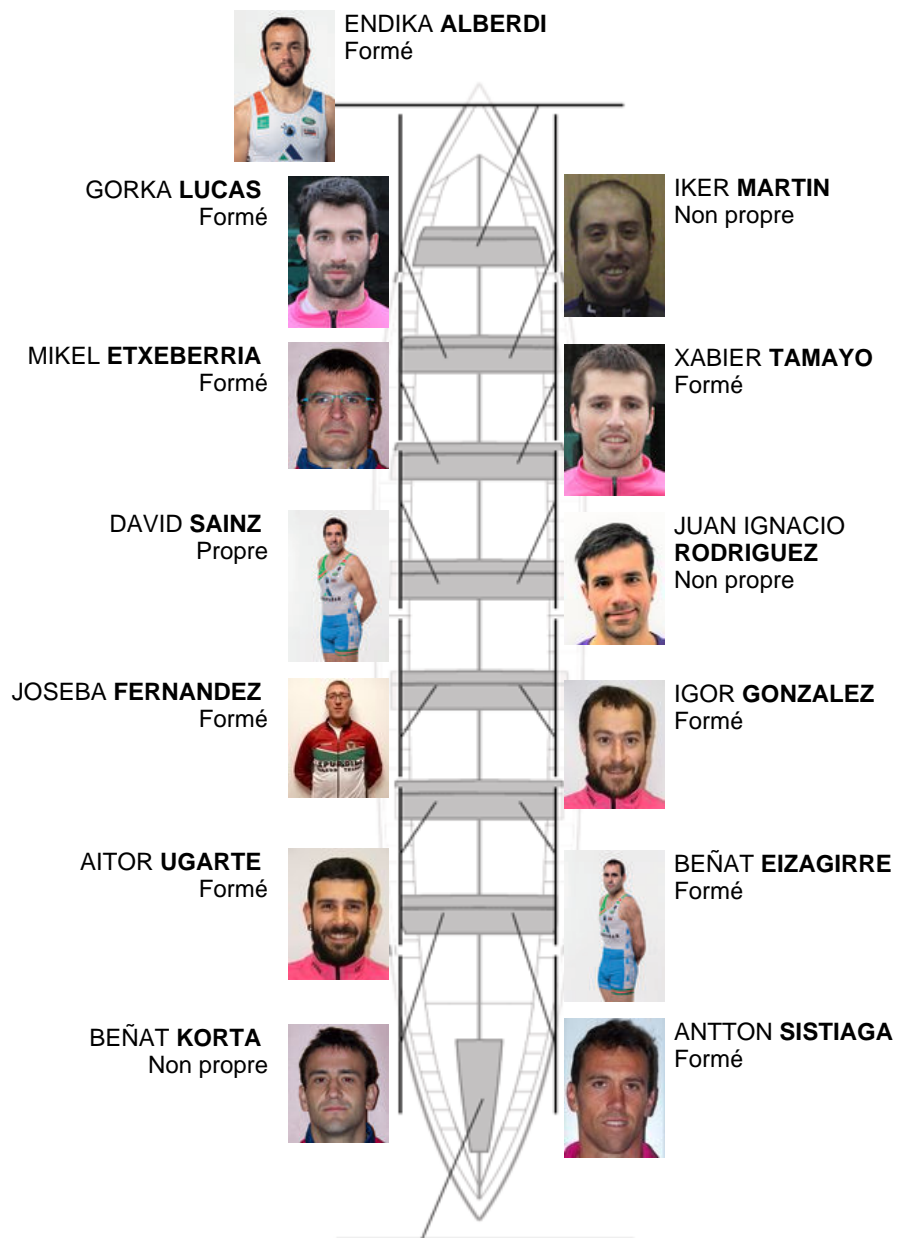 ENDIKA ALBERDI
Formé
GORKA LUCAS
Formé
IKER MARTIN
Non propre
MIKEL ETXEBERRIA
Formé
XABIER TAMAYO
Formé
DAVID SAINZ
Propre
JUAN IGNACIO
RODRIGUEZ
Non propre
JOSEBA FERNANDEZ
Formé
IGOR GONZALEZ
Formé
AITOR UGARTE
Formé
BEÑAT EIZAGIRRE
Formé
BEÑAT KORTA
Non propre
ANTTON SISTIAGA
Formé